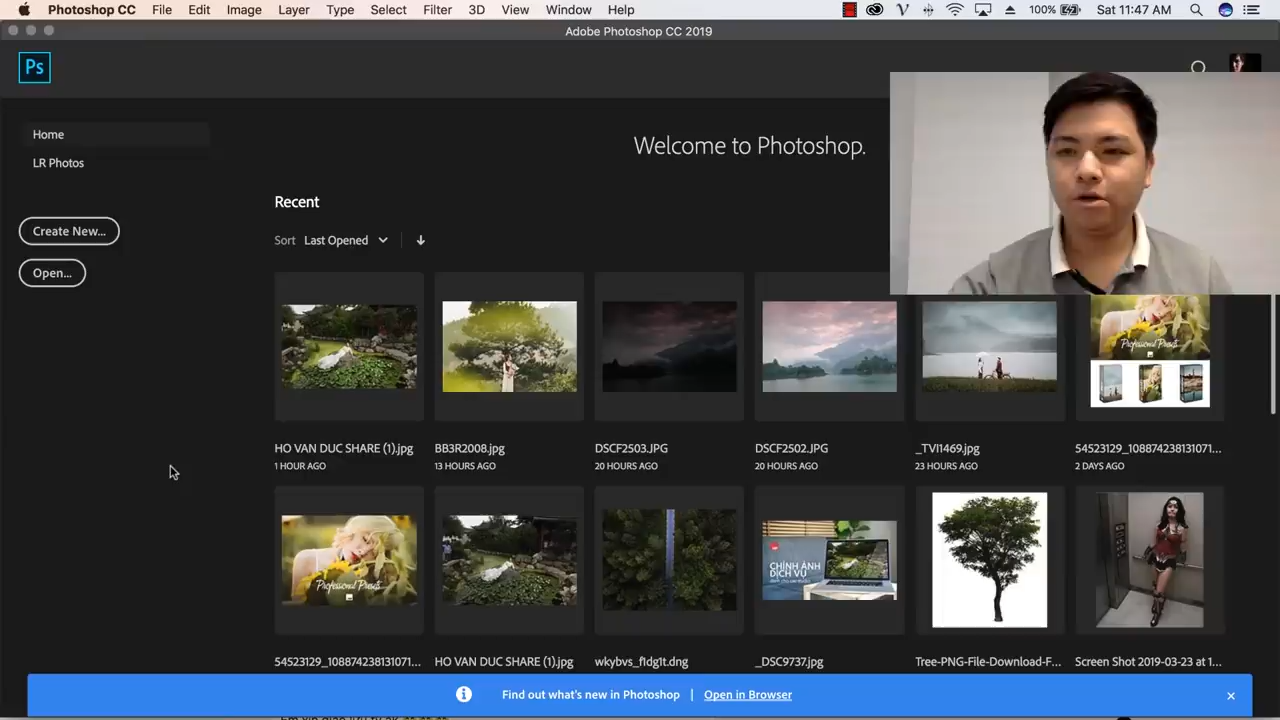 Photoshop CC File Edit Image Layer Type Select Filter 3D View Window Help 100% Sat 11:47 AM
Adobe Photoshop CC 2019
Ps
Home
LR Photos
Create New...
Open...
Welcome to Photoshop.
Recent
Sort Last Opened
Professional Presets
HO VAN DUC SHARE (1).jpg BB3R2008.jpg DSCF2503.JPG DSCF2502.JPG _TVI1469.jpg 54523129_108874238131071...
1 HOUR AGO 13 HOURS AGO 20 HOURS AGO 20 HOURS AGO 23 HOURS AGO 2 DAYS AGO
Professional Presets
CHỈNH ẢNH
DỊCH VỤ
54523129_108874238131071... HO VAN DUC SHARE (1).jpg wkybvs_f1dg1t.dng _DSC9737.jpg Tree-PNG-File-Download-F... Screen Shot 2019-03-23 at 1...
Find out what's new in Photoshop | Open in Browser